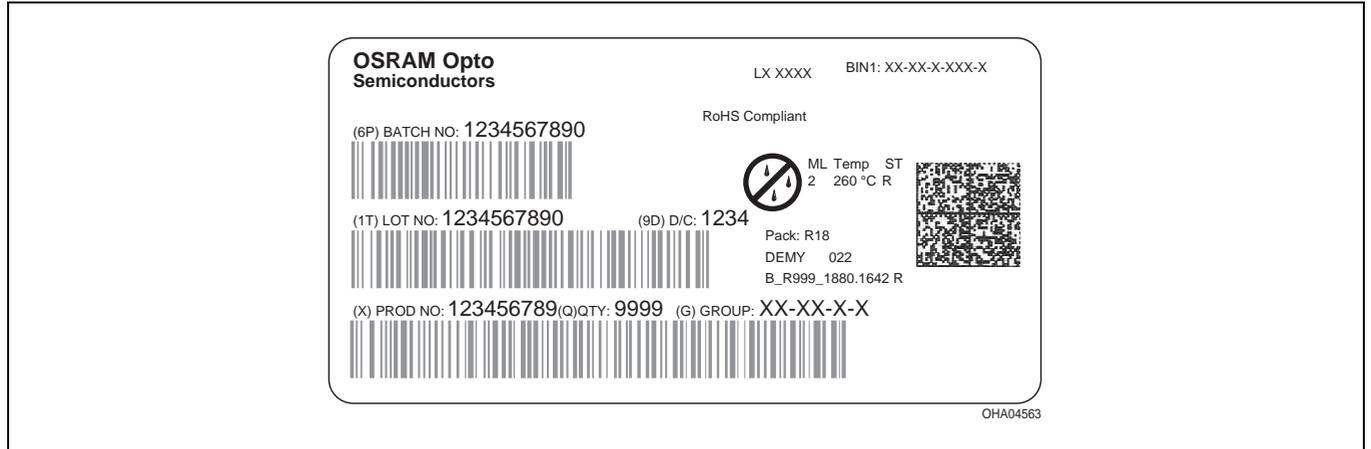 OSRAM Opto
Semiconductors
LX XXXX
BIN1: XX-XX-X-XXX-X
RoHS Compliant
(6P) BATCH NO: 1234567890
ML Temp ST
2 260 °C R
(1T) LOT NO: 1234567890 (9D) D/C: 1234
Pack: R18
DEMY 022
B_R999_1880.1642 R
(X) PROD NO: 123456789(Q)QTY: 9999 (G) GROUP: XX-XX-X-X
OHA04563